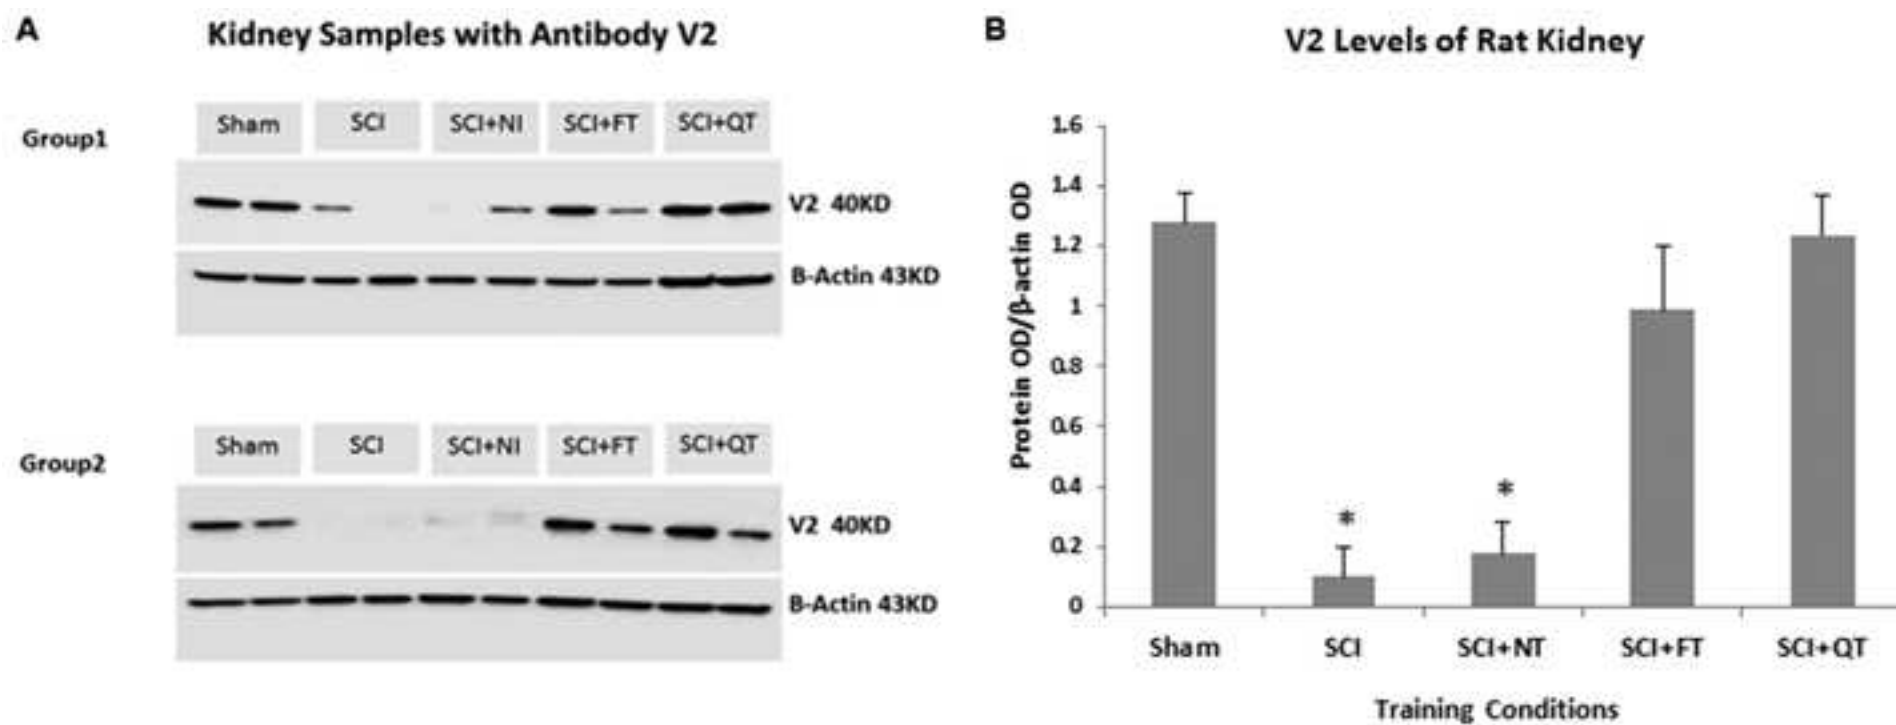 A
Kidney Samples with Antibody V2
Group1
Sham SCI SCI+NI SCI+FT SCI+QT
V2 40KD
B-Actin 43KD
Group2
Sham SCI SCI+NI SCI+FT SCI+QT
V2 40KD
B-Actin 43KD
B
V2 Levels of Rat Kidney
Protein OD/β-actin OD
1.6
1.4
1.2
1
0.8
0.6
0.4
0.2
0
*
*
Sham SCI SCI+NT SCI+FT SCI+QT
Training Conditions